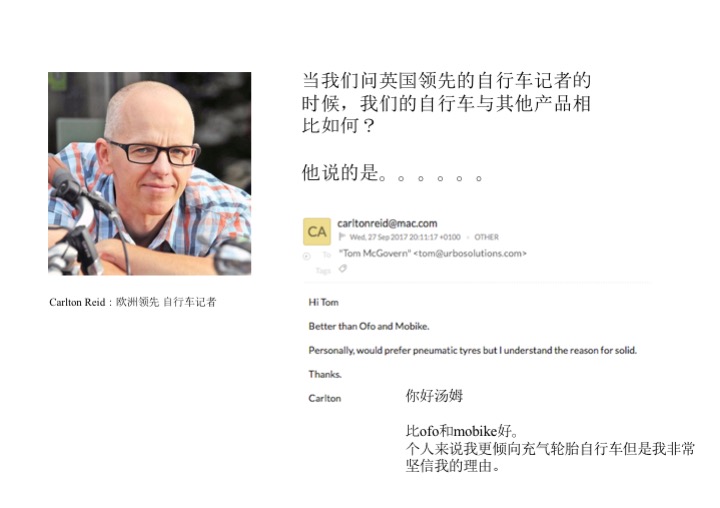 当我们问英国领先的自行车记者的
时候，我们的自行车与其他产品相
比如何？
他说的是。。。。。。
CA
carltonreid@mac.com
Wed, 27 Sep 2017 20:11:17 +0100 · OTHER
To "Tom McGovern" <tom@urbosolutions.com>
Tags
Carlton Reid：欧洲领先 自行车记者
Hi Tom
Better than Ofo and Mobike.
Personally, would prefer pneumatic tyres but I understand the reason for solid.
Thanks.
Carlton
你好汤姆
比ofo和mobike好。
个人来说我更倾向充气轮胎自行车但是我非常
坚信我的理由。